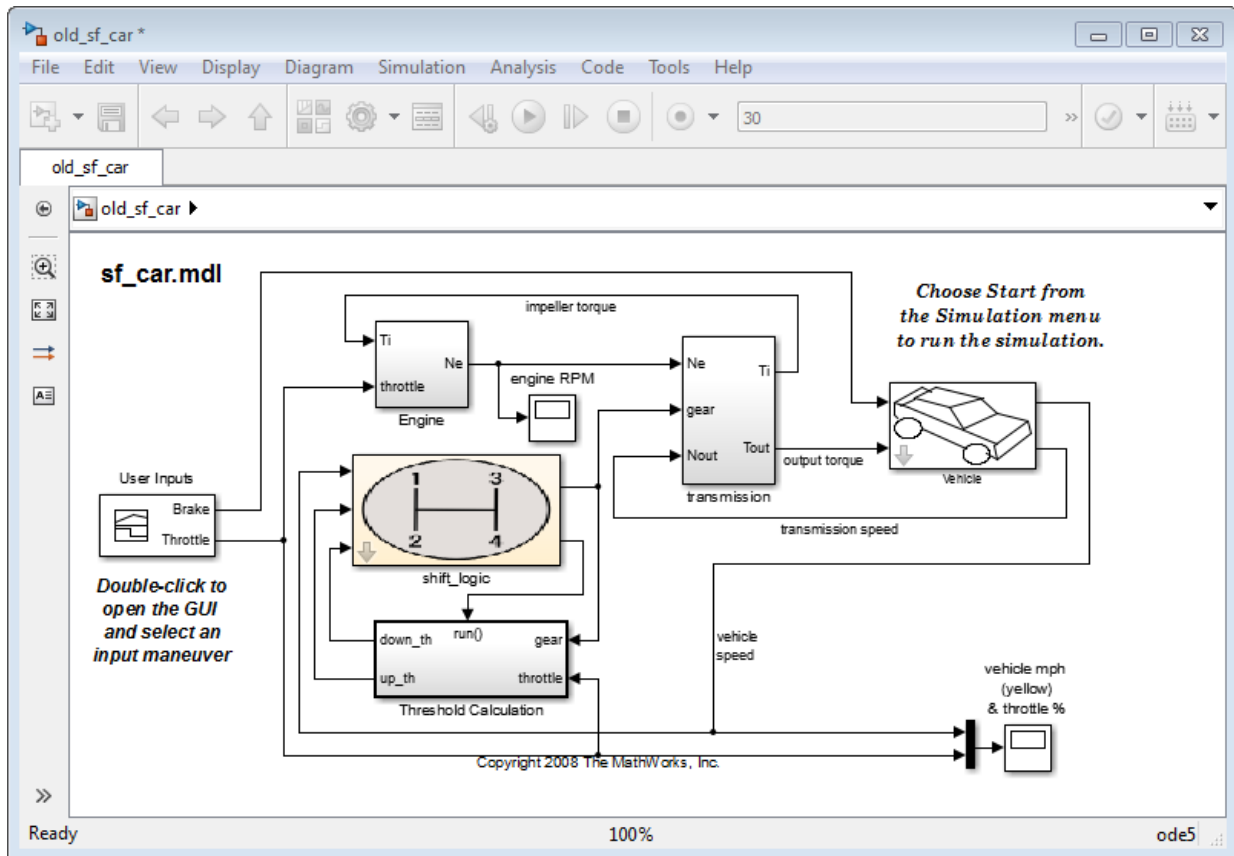 old_sf_car *
File Edit View Display Diagram Simulation Analysis Code Tools Help
30
old_sf_car
old_sf_car
sf_car.mdl
impeller torque
Choose Start from
the Simulation menu
to run the simulation.
Ti
Ne
throttle
Engine
engine RPM
Ne
Ti
gear
Nout
Tout
transmission
output torque
Vehicle
transmission speed
User Inputs
Brake
Throttle
Double-click to
open the GUI
and select an
input maneuver
1 3
2 4
shift_logic
run()
down_th
gear
up_th
throttle
Threshold Calculation
vehicle
speed
vehicle mph
(yellow)
& throttle %
Copyright 2008 The MathWorks, Inc.
Ready 100% ode5